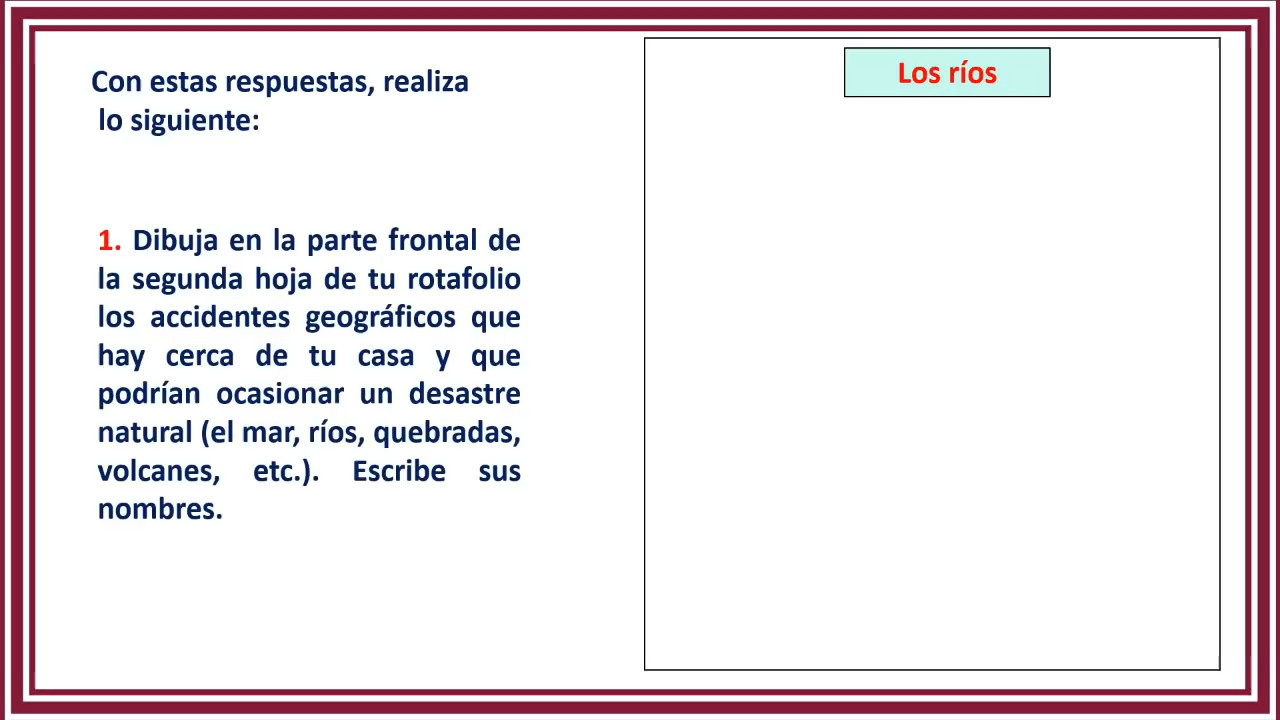 Con estas respuestas, realiza
lo siguiente:
1. Dibuja en la parte frontal de
la segunda hoja de tu rotafolio
los accidentes geográficos que
hay cerca de tu casa y que
podrían ocasionar un desastre
natural (el mar, ríos, quebradas,
volcanes, etc.). Escribe sus
nombres.
Los ríos